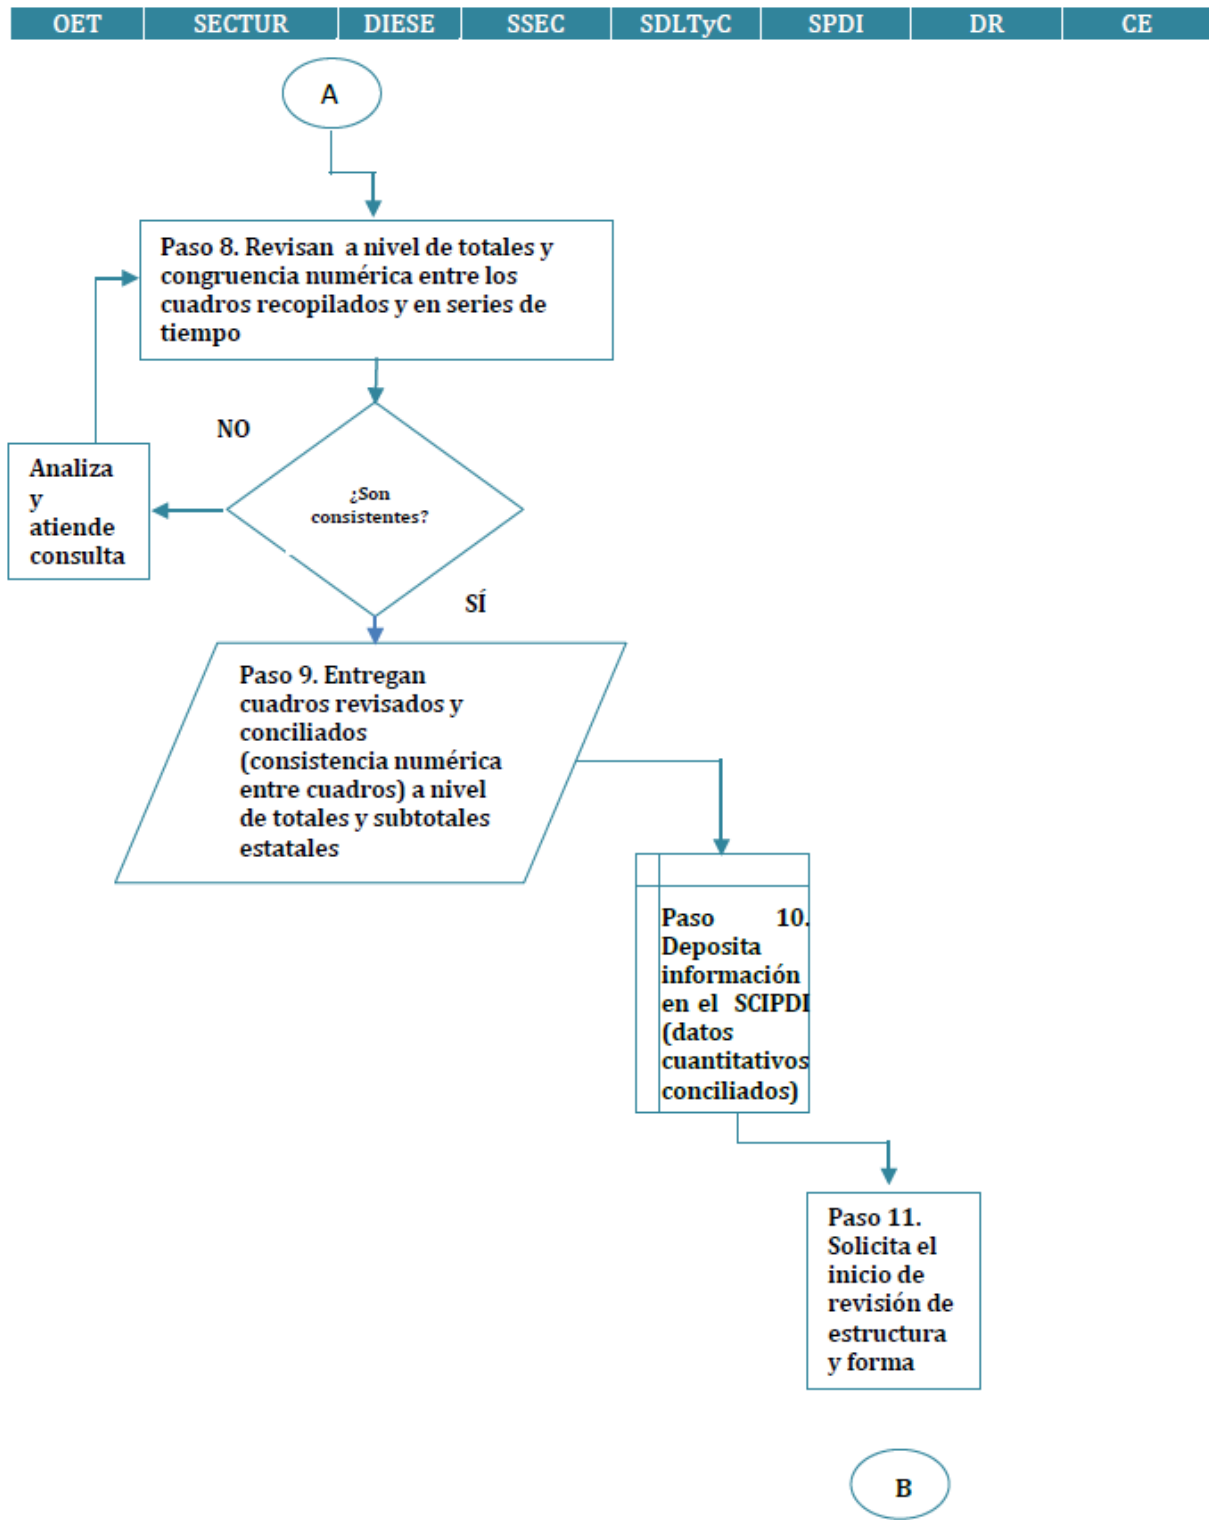 OET SECTUR DIESE SSEC SDLTyC SPDI DR CE
A
Paso 8. Revisan a nivel de totales y
congruencia numérica entre los
cuadros recopilados y en series de
tiempo
NO
Analiza
y
atiende
consulta
¿Son
consistentes?
SÍ
Paso 9. Entregan
cuadros revisados y
conciliados
(consistencia numérica
entre cuadros) a nivel
de totales y subtotales
estatales
Paso 10.
Deposita
información
en el SCIPDI
(datos
cuantitativos
conciliados)
Paso 11.
Solicita el
inicio de
revisión de
estructura
y forma
B